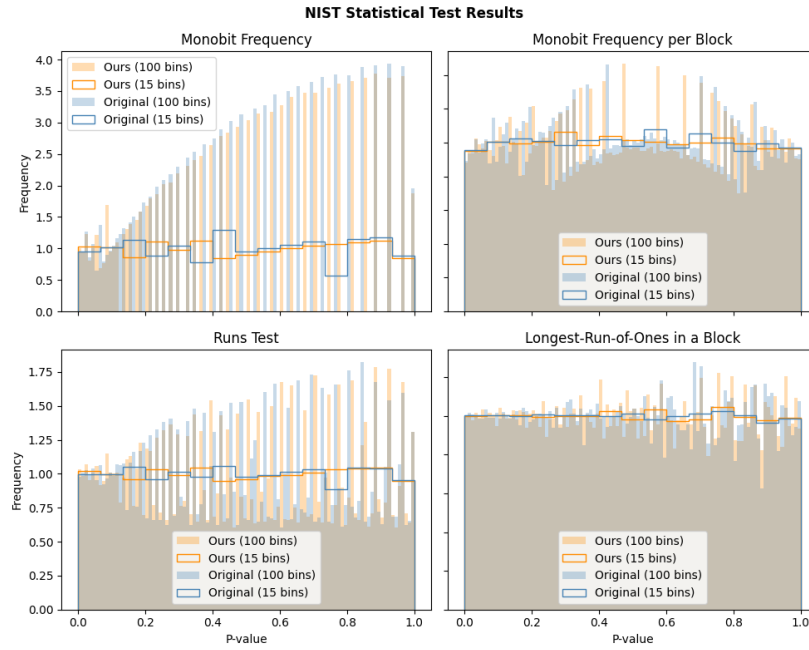 NIST Statistical Test Results
Monobit Frequency
Frequency
4.0
3.5
3.0
2.5
2.0
1.5
1.0
0.5
0.0
Ours (100 bins)
Ours (15 bins)
Original (100 bins)
Original (15 bins)
Monobit Frequency per Block
Ours (100 bins)
Ours (15 bins)
Original (100 bins)
Original (15 bins)
Runs Test
Frequency
1.75
1.50
1.25
1.00
0.75
0.50
0.25
0.00
Ours (100 bins)
Ours (15 bins)
Original (100 bins)
Original (15 bins)
0.0 0.2 0.4 0.6 0.8 1.0
P-value
Longest-Run-of-Ones in a Block
Ours (100 bins)
Ours (15 bins)
Original (100 bins)
Original (15 bins)
0.0 0.2 0.4 0.6 0.8 1.0
P-value